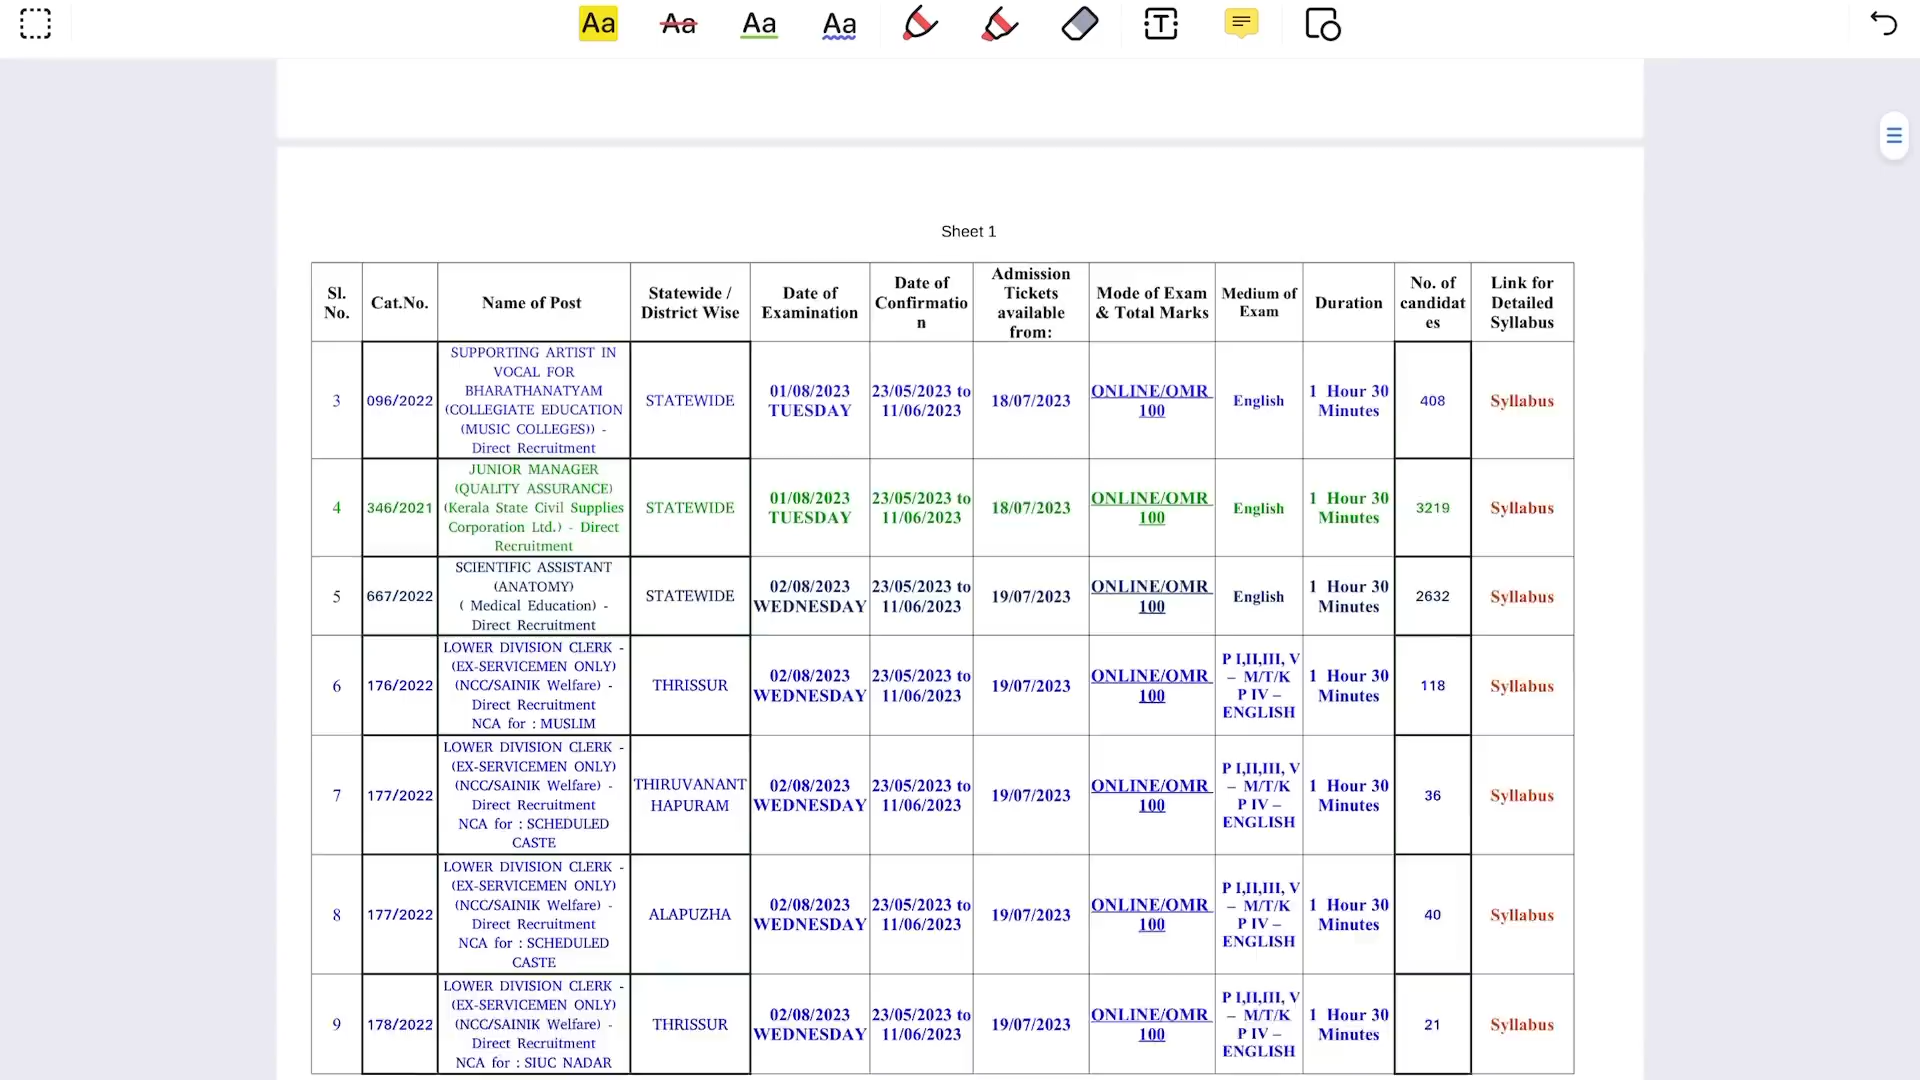 Aa Aa Aa Aa T
Sheet 1
Sl. No. Cat.No. Name of Post Statewide / District Wise Date of Examination Date of Confirmatio n Admission Tickets available from: Mode of Exam & Total Marks Medium of Exam Duration No. of candidat es Link for Detailed Syllabus
3 096/2022 SUPPORTING ARTIST IN VOCAL FOR BHARATHANATYAM (COLLEGIATE EDUCATION (MUSIC COLLEGES)) - Direct Recruitment STATEWIDE 01/08/2023 TUESDAY 23/05/2023 to 11/06/2023 18/07/2023 ONLINE/OMR 100 English 1 Hour 30 Minutes 408 Syllabus
4 346/2021 JUNIOR MANAGER (QUALITY ASSURANCE) (Kerala State Civil Supplies Corporation Ltd.) - Direct Recruitment STATEWIDE 01/08/2023 TUESDAY 23/05/2023 to 11/06/2023 18/07/2023 ONLINE/OMR 100 English 1 Hour 30 Minutes 3219 Syllabus
5 667/2022 SCIENTIFIC ASSISTANT (ANATOMY) ( Medical Education) - Direct Recruitment STATEWIDE 02/08/2023 WEDNESDAY 23/05/2023 to 11/06/2023 19/07/2023 ONLINE/OMR 100 English 1 Hour 30 Minutes 2632 Syllabus
6 176/2022 LOWER DIVISION CLERK - (EX-SERVICEMEN ONLY) (NCC/SAINIK Welfare) - Direct Recruitment NCA for : MUSLIM THRISSUR 02/08/2023 WEDNESDAY 23/05/2023 to 11/06/2023 19/07/2023 ONLINE/OMR 100 P I,II,III, V – M/T/K P IV – ENGLISH 1 Hour 30 Minutes 118 Syllabus
7 177/2022 LOWER DIVISION CLERK - (EX-SERVICEMEN ONLY) (NCC/SAINIK Welfare) - Direct Recruitment NCA for : SCHEDULED CASTE THIRUVANANT HAPURAM 02/08/2023 WEDNESDAY 23/05/2023 to 11/06/2023 19/07/2023 ONLINE/OMR 100 P I,II,III, V – M/T/K P IV – ENGLISH 1 Hour 30 Minutes 36 Syllabus
8 177/2022 LOWER DIVISION CLERK - (EX-SERVICEMEN ONLY) (NCC/SAINIK Welfare) - Direct Recruitment NCA for : SCHEDULED CASTE ALAPUZHA 02/08/2023 WEDNESDAY 23/05/2023 to 11/06/2023 19/07/2023 ONLINE/OMR 100 P I,II,III, V – M/T/K P IV – ENGLISH 1 Hour 30 Minutes 40 Syllabus
9 178/2022 LOWER DIVISION CLERK - (EX-SERVICEMEN ONLY) (NCC/SAINIK Welfare) - Direct Recruitment NCA for : SIUC NADAR THRISSUR 02/08/2023 WEDNESDAY 23/05/2023 to 11/06/2023 19/07/2023 ONLINE/OMR 100 P I,II,III, V – M/T/K P IV – ENGLISH 1 Hour 30 Minutes 21 Syllabus